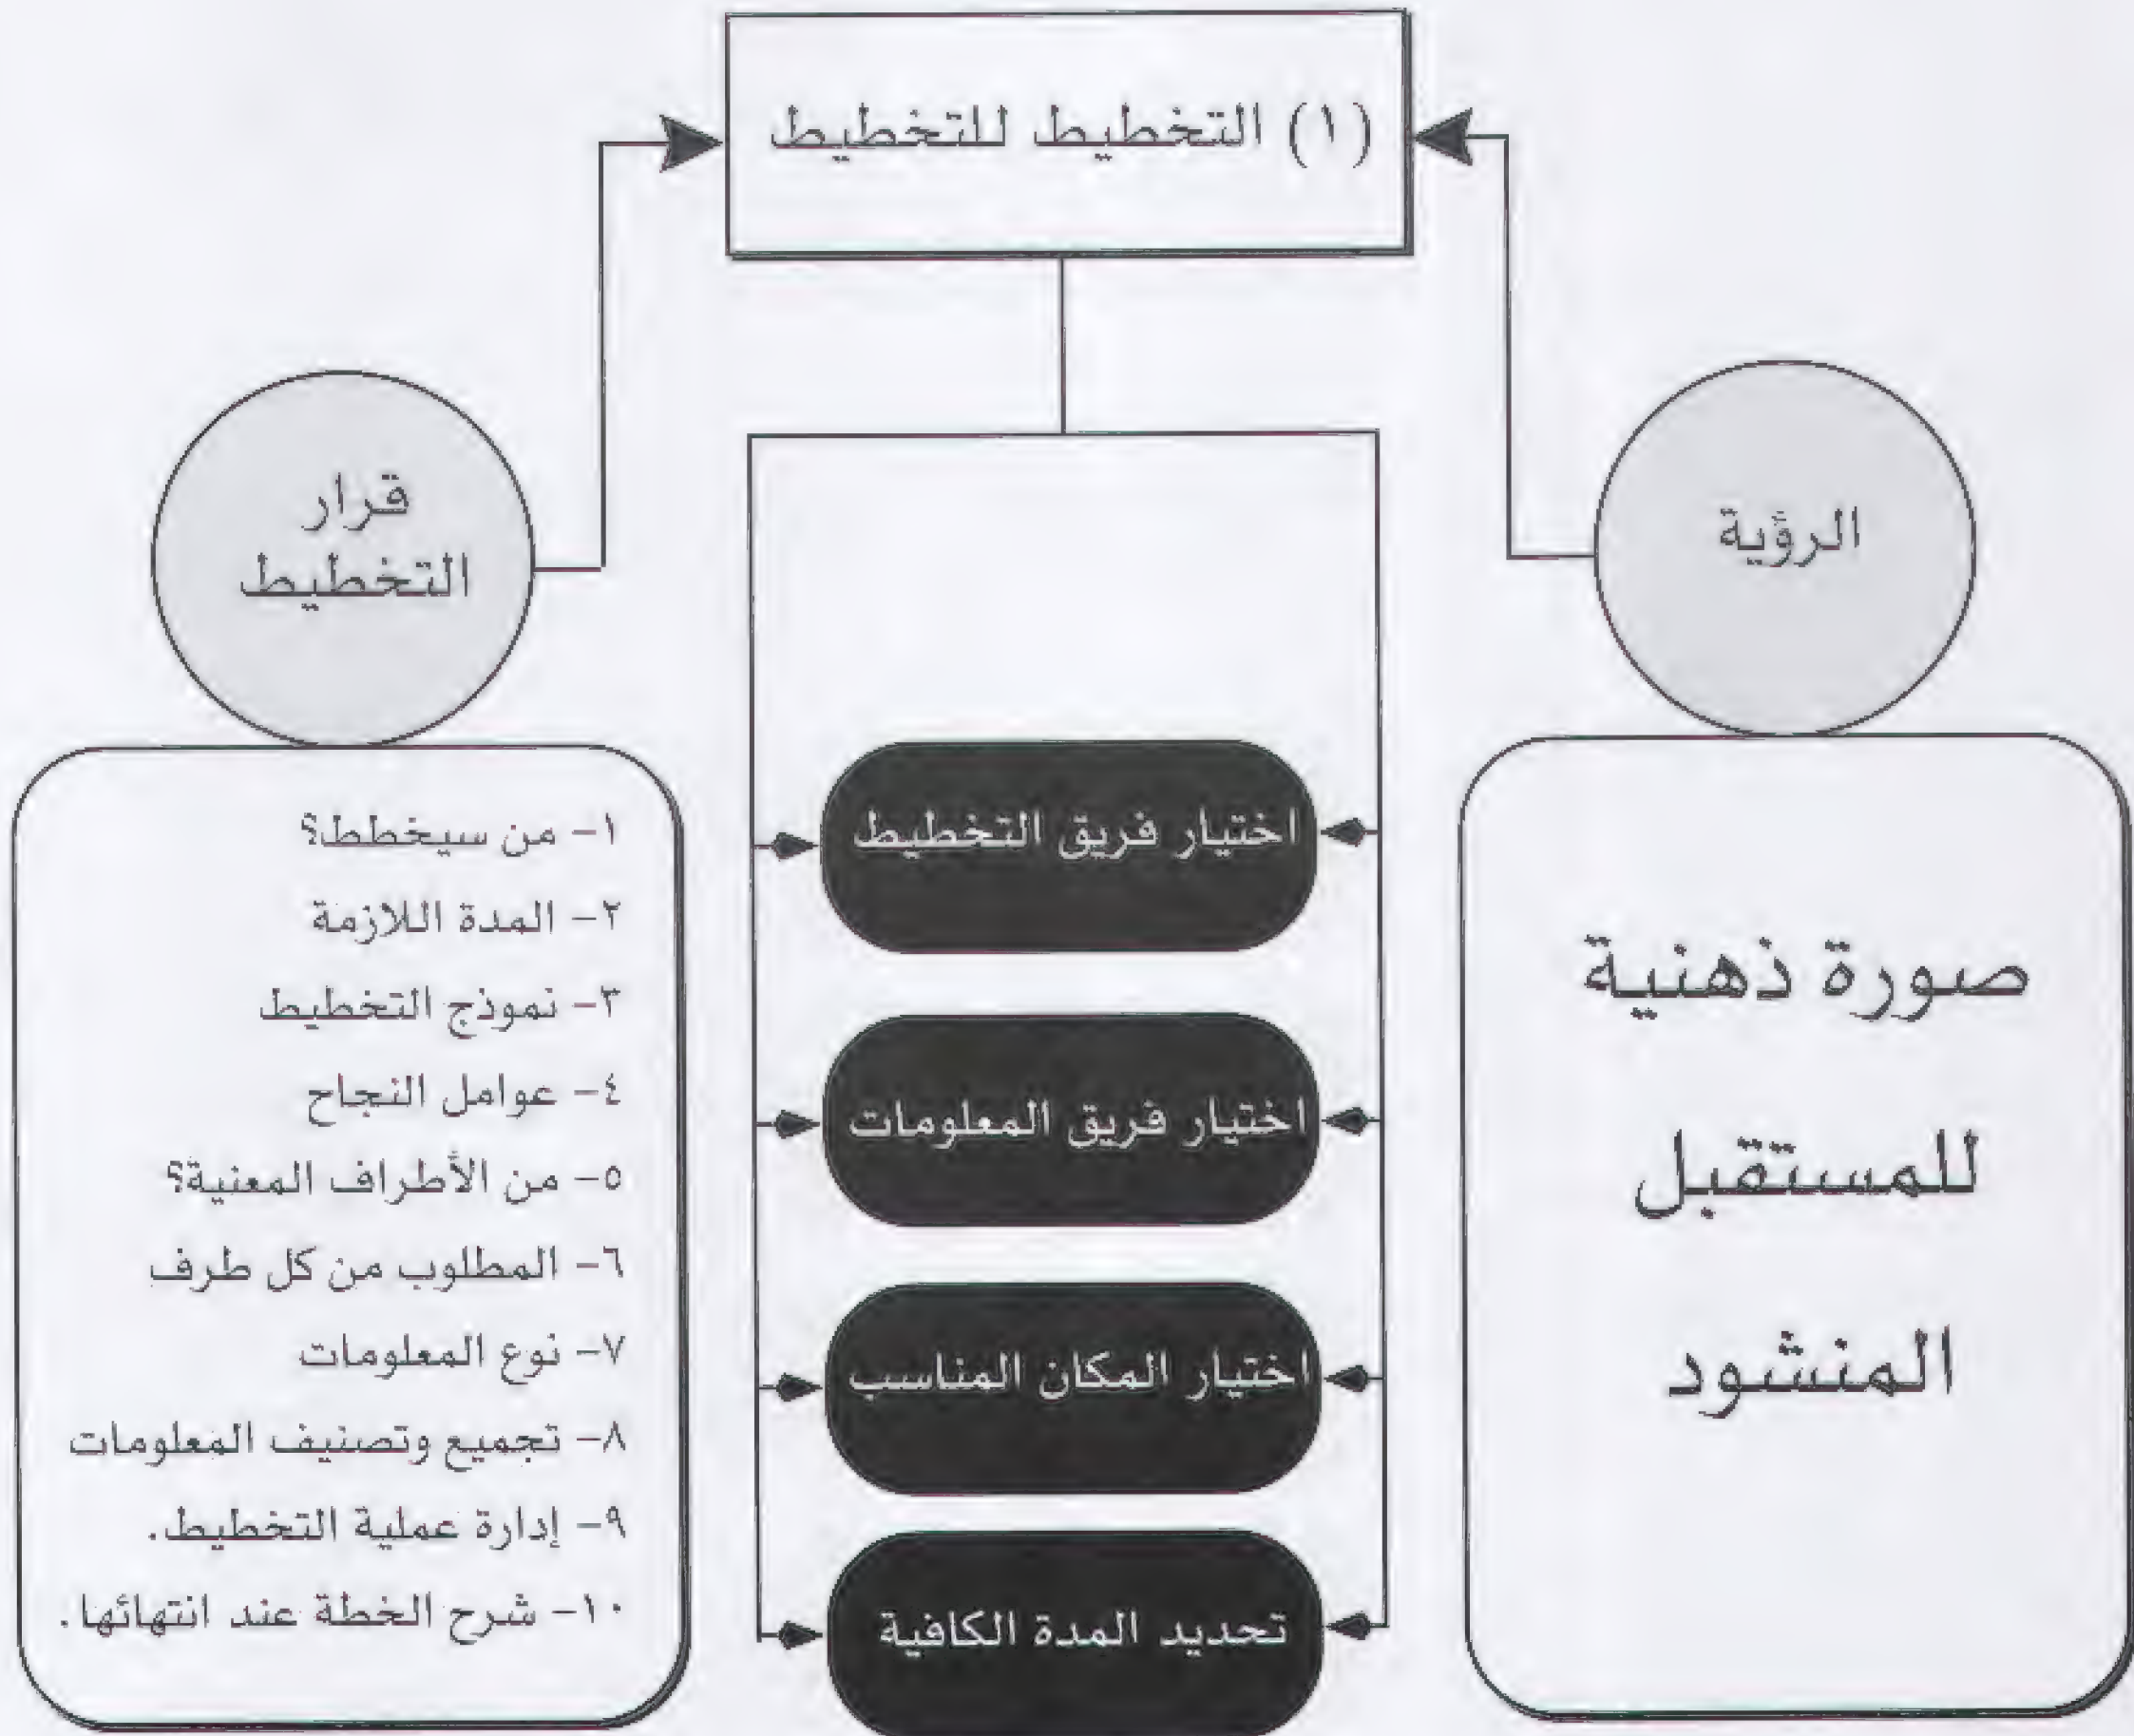 (١) التخطيط للتخطيط
الرؤية
صورة ذهنية
للمستقبل
المنشود
اختيار فريق التخطيط
اختيار فريق المعلومات
اختيار المكان المناسب
تحديد المدة الكافية
قرار
التخطيط
١- من سيخطط؟
٢- المدة اللازمة
٣- نموذج التخطيط
٤- عوامل النجاح
٥- من الأطراف المعنية؟
٦- المطلوب من كل طرف
٧- نوع المعلومات
٨- تجميع وتصنيف المعلومات
٩- إدارة عملية التخطيط.
١٠- شرح الخطة عند انتهائها.